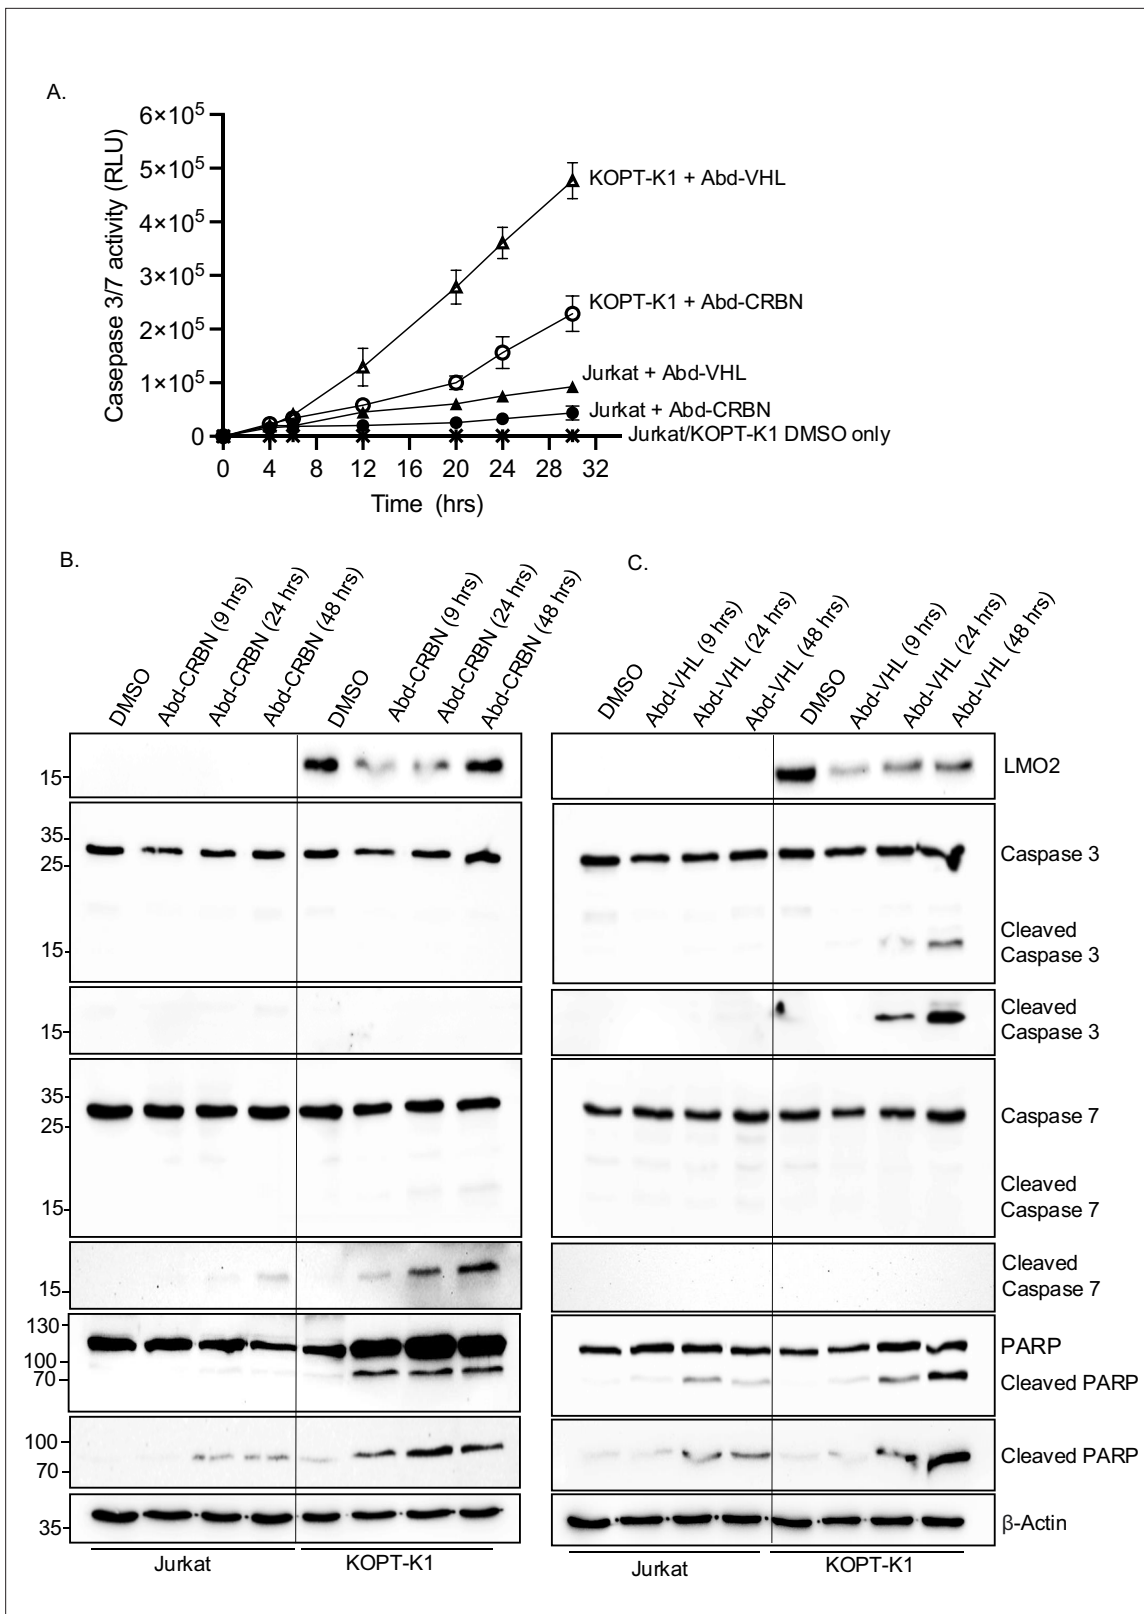 A.
Casepase 3/7 activity (RLU)
6×10⁵
5×10⁵
4×10⁵
3×10⁵
2×10⁵
1×10⁵
0
KOPT-K1 + Abd-VHL
KOPT-K1 + Abd-CRBN
Jurkat + Abd-VHL
Jurkat + Abd-CRBN
Jurkat/KOPT-K1 DMSO only
0 4 8 12 16 20 24 28 32
Time (hrs)
B.
DMSO
Abd-CRBN (9 hrs)
Abd-CRBN (24 hrs)
Abd-CRBN (48 hrs)
DMSO
Abd-CRBN (9 hrs)
Abd-CRBN (24 hrs)
Abd-CRBN (48 hrs)
15
35
25
15
15
35
25
15
15
130
100
70
100
70
35
Jurkat
KOPT-K1
C.
DMSO
Abd-VHL (9 hrs)
Abd-VHL (24 hrs)
Abd-VHL (48 hrs)
DMSO
Abd-VHL (9 hrs)
Abd-VHL (24 hrs)
Abd-VHL (48 hrs)
LMO2
Caspase 3
Cleaved
Caspase 3
Cleaved
Caspase 3
Caspase 7
Cleaved
Caspase 7
Cleaved
Caspase 7
PARP
Cleaved PARP
Cleaved PARP
β-Actin
Jurkat
KOPT-K1